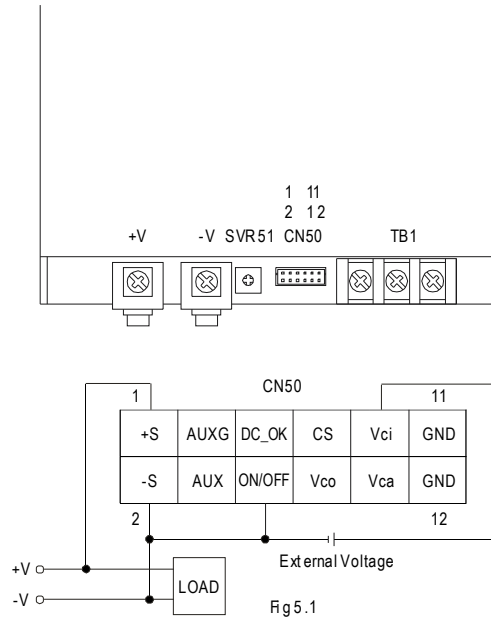 1 11
2 12
+V -V SVR51 CN50 TB1
CN50
1 11
+S AUXG DC_OK CS Vci GND
-S AUX ON/OFF Vco Vca GND
2 12
External Voltage
+V
LOAD
-V
Fig 5.1